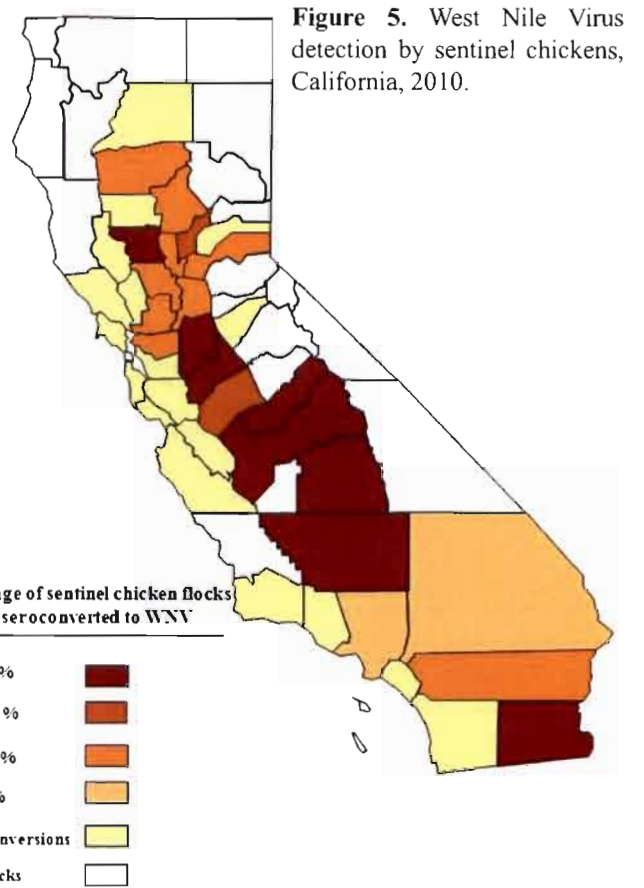 Figure 5. West Nile Virus
detection by sentinel chickens,
California, 2010.
ge of sentinel chicken flocks
seroconverted to WNV
%
%
%
%
nversions
cks